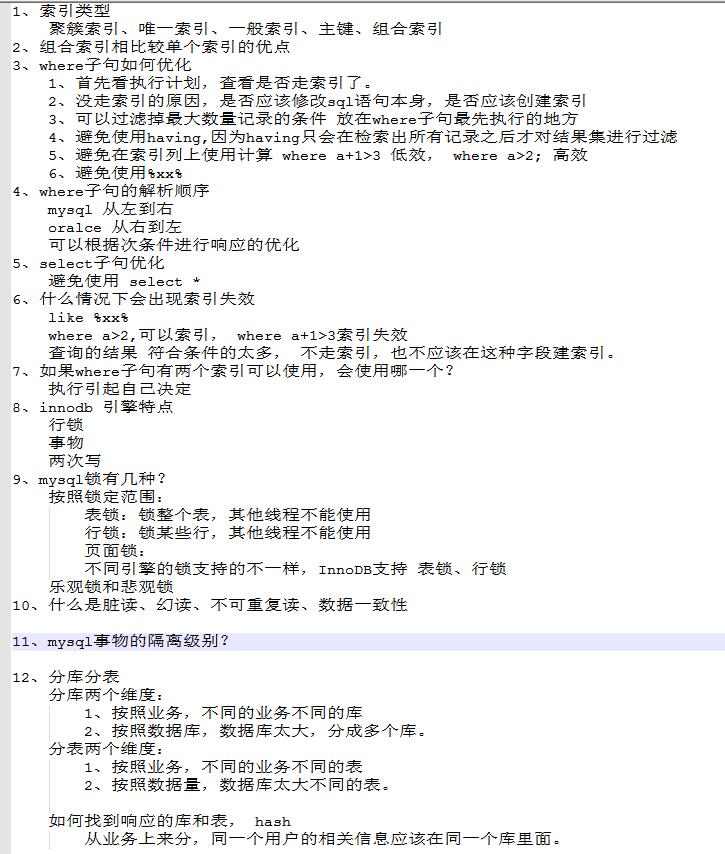 1、索引类型
聚簇索引、唯一索引、一般索引、主键、组合索引
2、组合索引相比较单个索引的优点
3、where子句如何优化
1、首先看执行计划，查看是否走索引了。
2、没走索引的原因，是否应该修改sql语句本身，是否应该创建索引
3、可以过滤掉最大数量记录的条件 放在where子句最先执行的地方
4、避免使用having,因为having只会在检索出所有记录之后才对结果集进行过滤
5、避免在索引列上使用计算 where a+1>3 低效， where a>2; 高效
6、避免使用%xx%
4、where子句的解析顺序
mysql 从左到右
oralce 从右到左
可以根据次条件进行响应的优化
5、select子句优化
避免使用 select *
6、什么情况下会出现索引失效
like %xx%
where a>2,可以索引， where a+1>3索引失效
查询的结果 符合条件的太多， 不走索引，也不应该在这种字段建索引。
7、如果where子句有两个索引可以使用，会使用哪一个？
执行引起自己决定
8、innodb 引擎特点
行锁
事物
两次写
9、mysql锁有几种？
按照锁定范围：
表锁：锁整个表，其他线程不能使用
行锁：锁某些行，其他线程不能使用
页面锁：
不同引擎的锁支持的不一样，InnoDB支持 表锁、行锁
乐观锁和悲观锁
10、什么是脏读、幻读、不可重复读、数据一致性
11、mysql事物的隔离级别？
12、分库分表
分库两个维度：
1、按照业务，不同的业务不同的库
2、按照数据库，数据库太大，分成多个库。
分表两个维度：
1、按照业务，不同的业务不同的表
2、按照数据量，数据库太大不同的表。
如何找到响应的库和表， hash
从业务上来分，同一个用户的相关信息应该在同一个库里面。